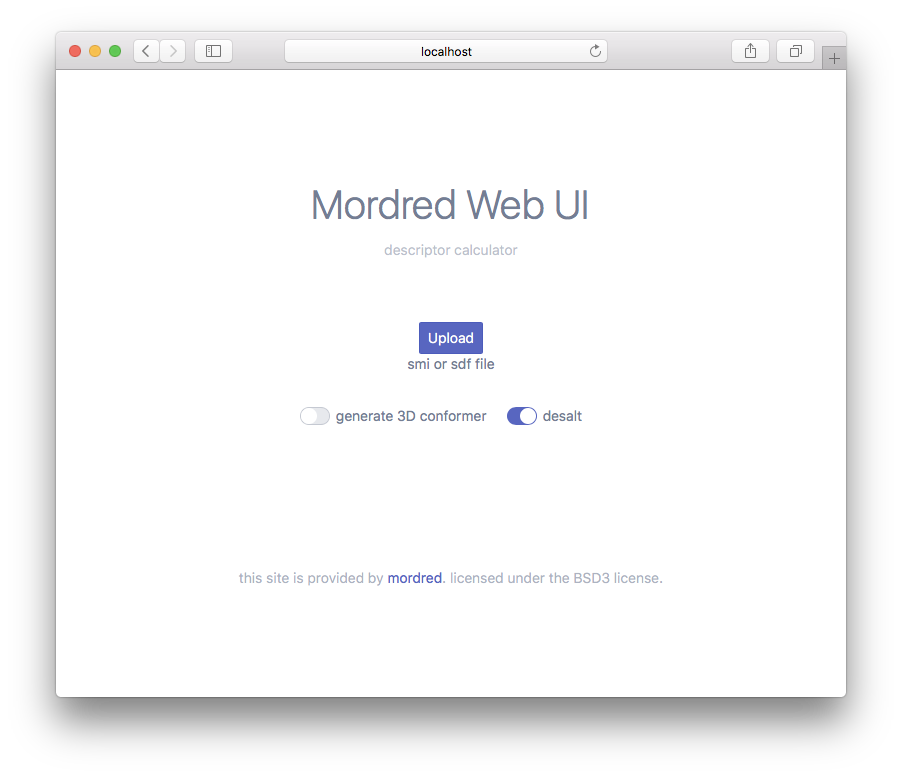 localhost
Mordred Web UI
descriptor calculator
Upload
smi or sdf file
generate 3D conformer desalt
this site is provided by mordred. licensed under the BSD3 license.